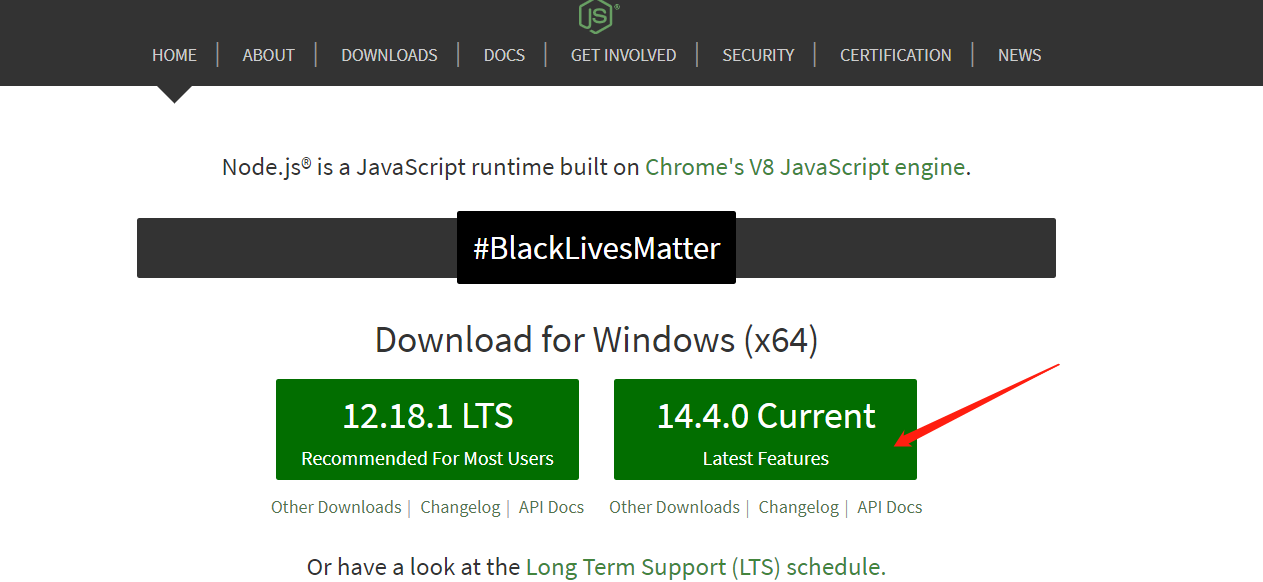 JS®
HOME | ABOUT | DOWNLOADS | DOCS | GET INVOLVED | SECURITY | CERTIFICATION | NEWS
Node.js® is a JavaScript runtime built on Chrome's V8 JavaScript engine.
#BlackLivesMatter
Download for Windows (x64)
12.18.1 LTS
Recommended For Most Users
14.4.0 Current
Latest Features
Other Downloads | Changelog | API Docs
Other Downloads | Changelog | API Docs
Or have a look at the Long Term Support (LTS) schedule.